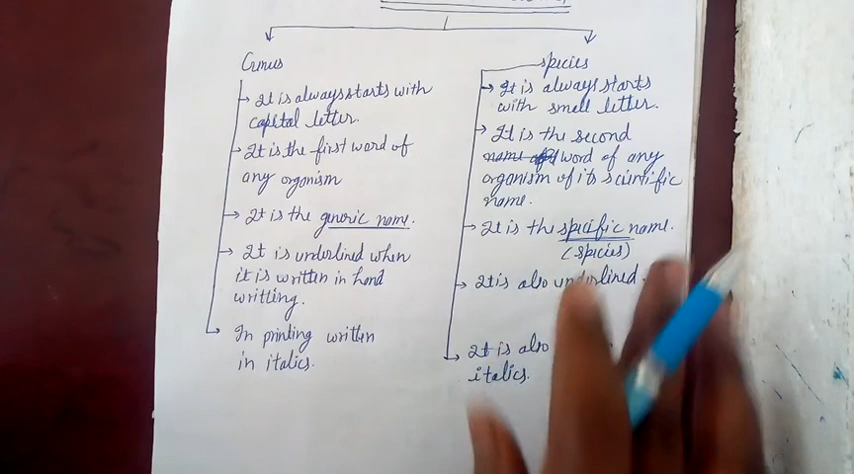 Genus
It is always starts with
capital letter.
It is the first word of
any organism
It is the generic name.
It is underlined when
it is written in hand
writting.
In printing written
in italics.
species
It is always starts
with small letter.
It is the second
word of any
organism of its scientific
name.
It is the specific name.
(species)
It is also underlined.
It is also
italics.